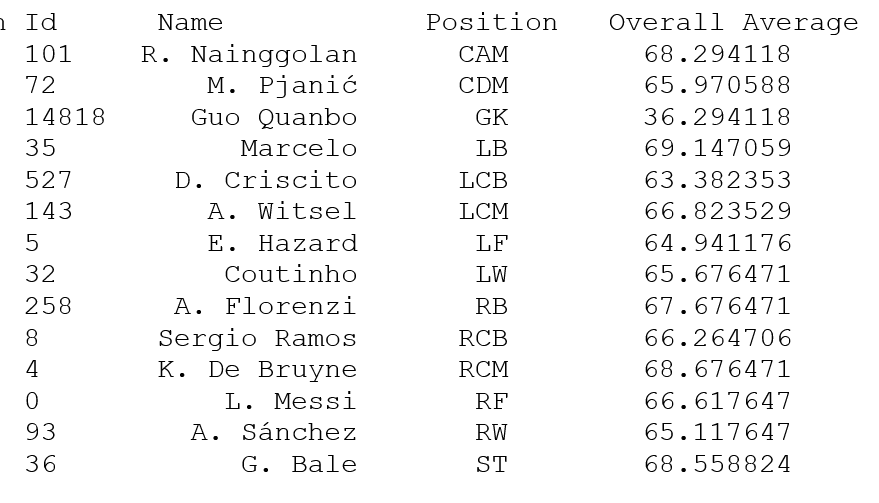 n Id Name Position Overall Average
101 R. Nainggolan CAM 68.294118
72 M. Pjanić CDM 65.970588
14818 Guo Quanbo GK 36.294118
35 Marcelo LB 69.147059
527 D. Criscito LCB 63.382353
143 A. Witsel LCM 66.823529
5 E. Hazard LF 64.941176
32 Coutinho LW 65.676471
258 A. Florenzi RB 67.676471
8 Sergio Ramos RCB 66.264706
4 K. De Bruyne RCM 68.676471
0 L. Messi RF 66.617647
93 A. Sánchez RW 65.117647
36 G. Bale ST 68.558824